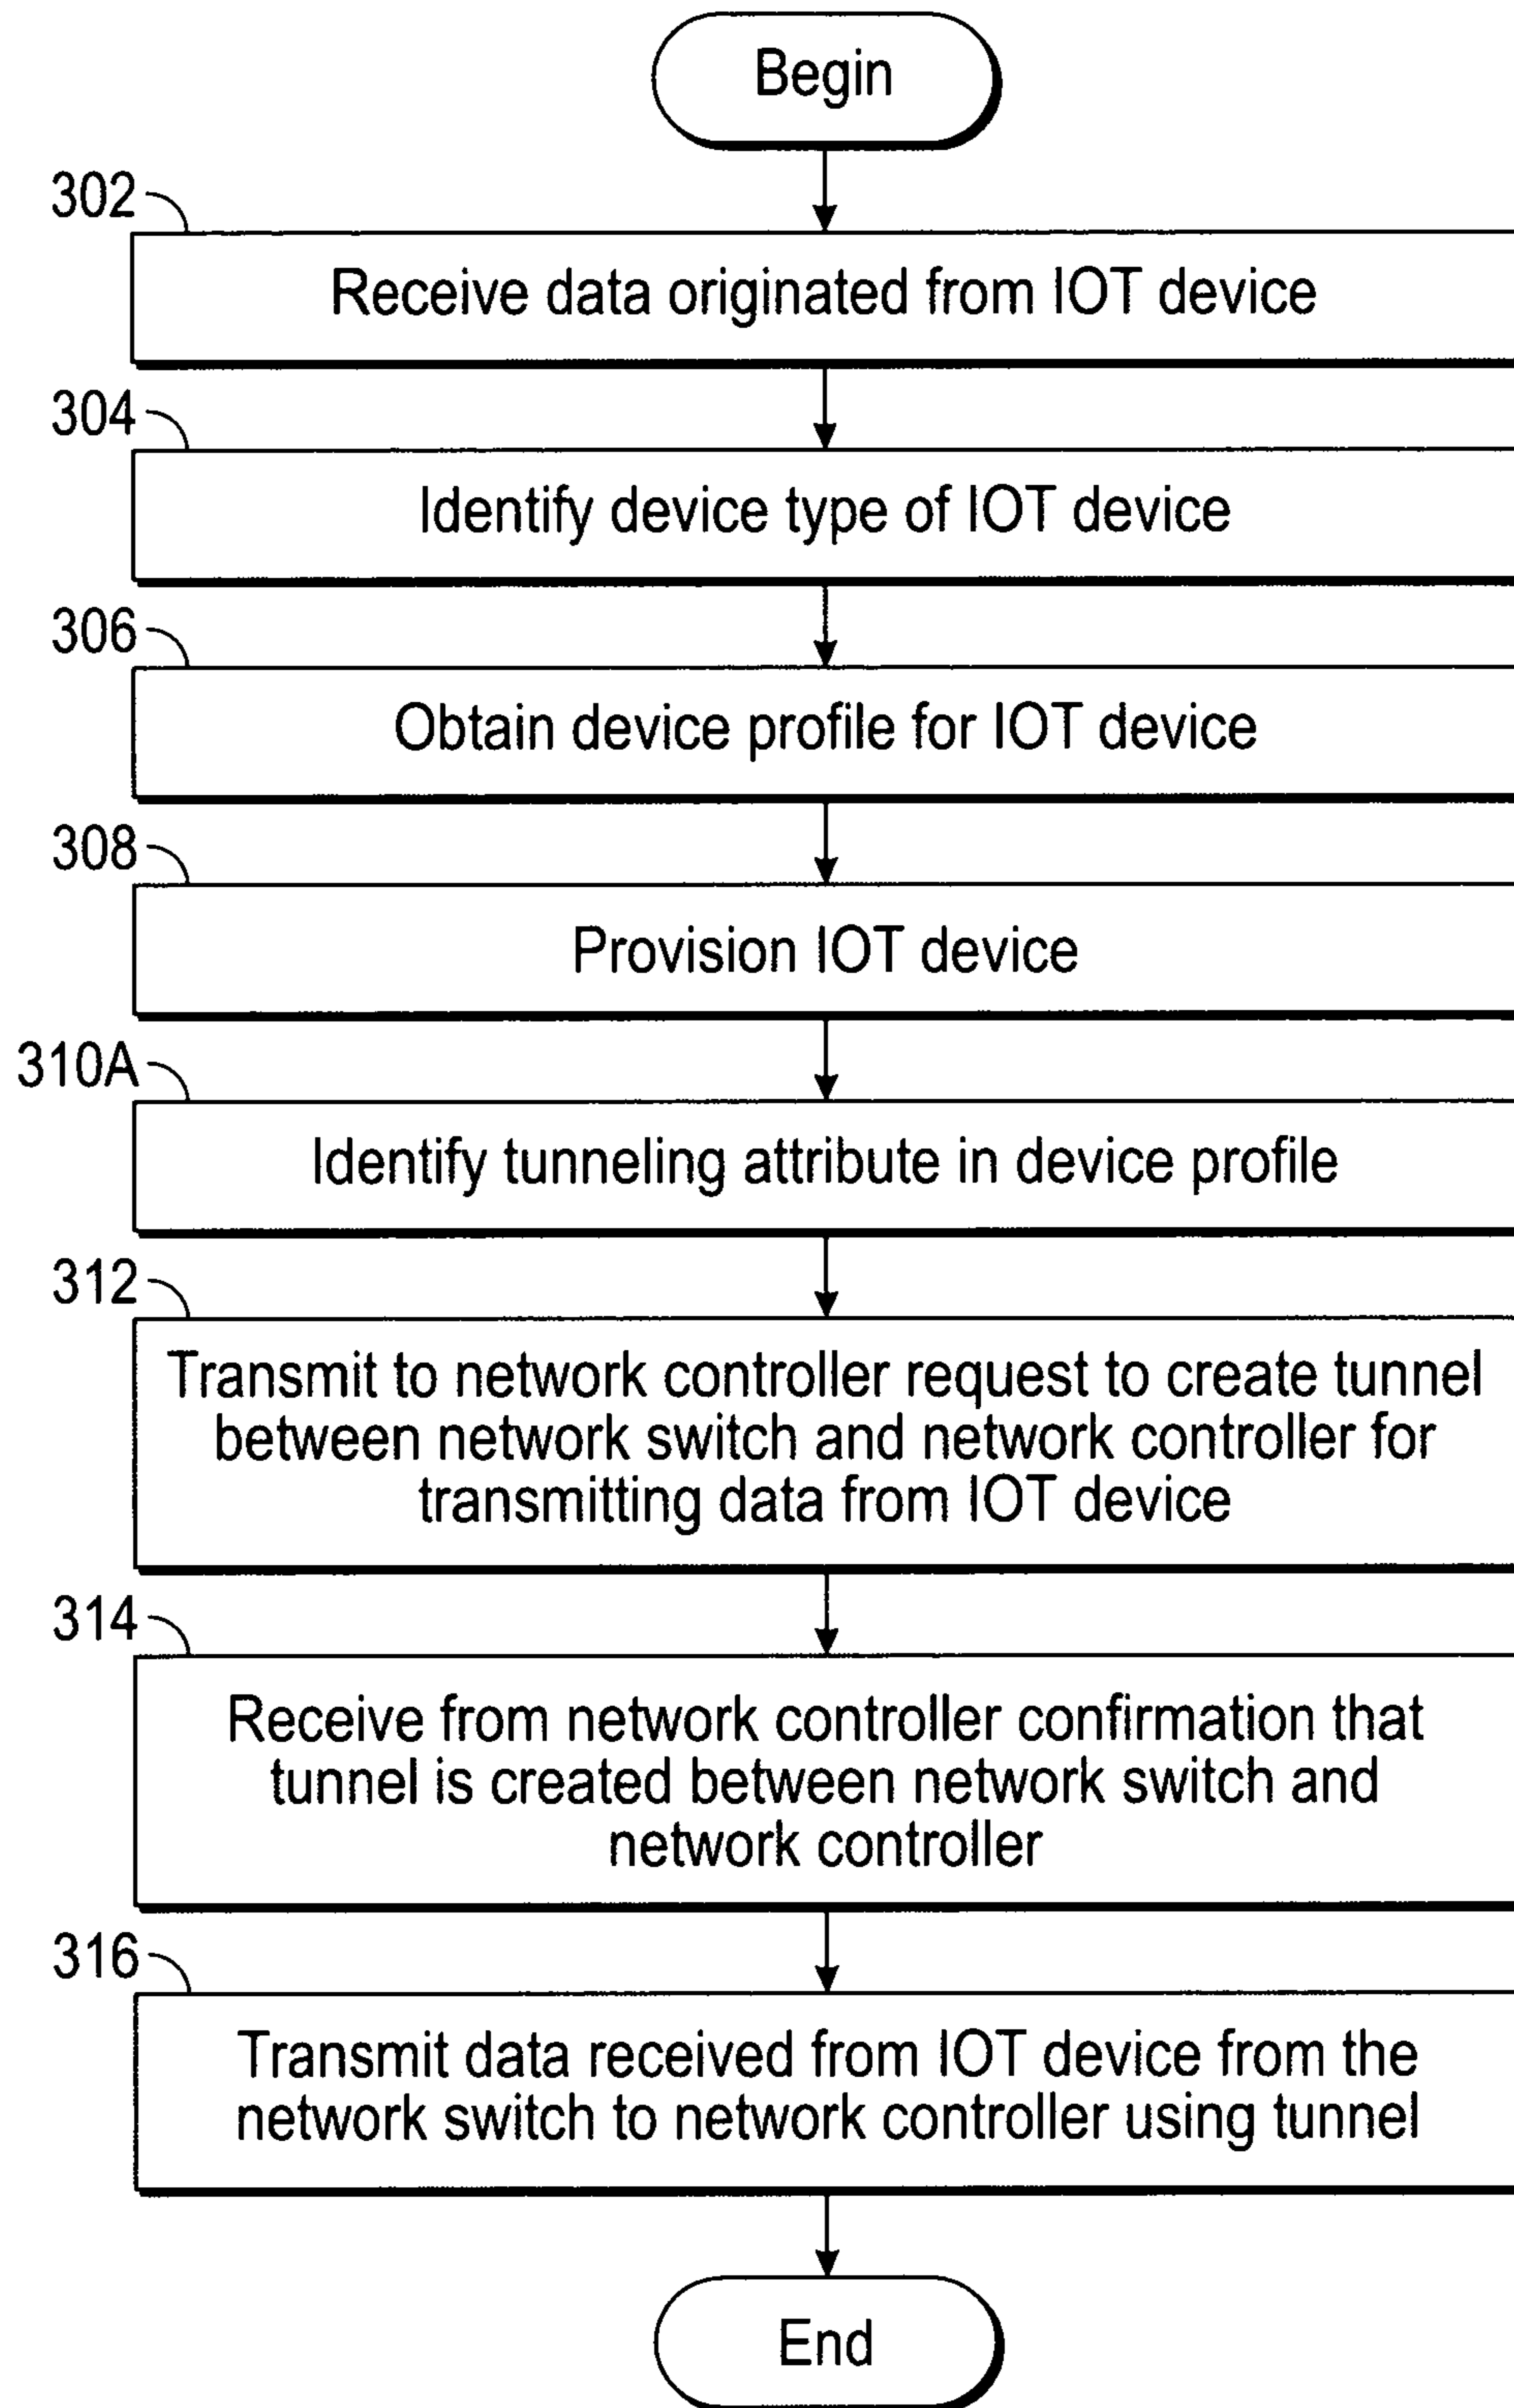 Begin
302
Receive data originated from IOT device
304
Identify device type of IOT device
306
Obtain device profile for IOT device
308
Provision IOT device
310A
Identify tunneling attribute in device profile
312
Transmit to network controller request to create tunnel
between network switch and network controller for
transmitting data from IOT device
314
Receive from network controller confirmation that
tunnel is created between network switch and
network controller
316
Transmit data received from IOT device from the
network switch to network controller using tunnel
End